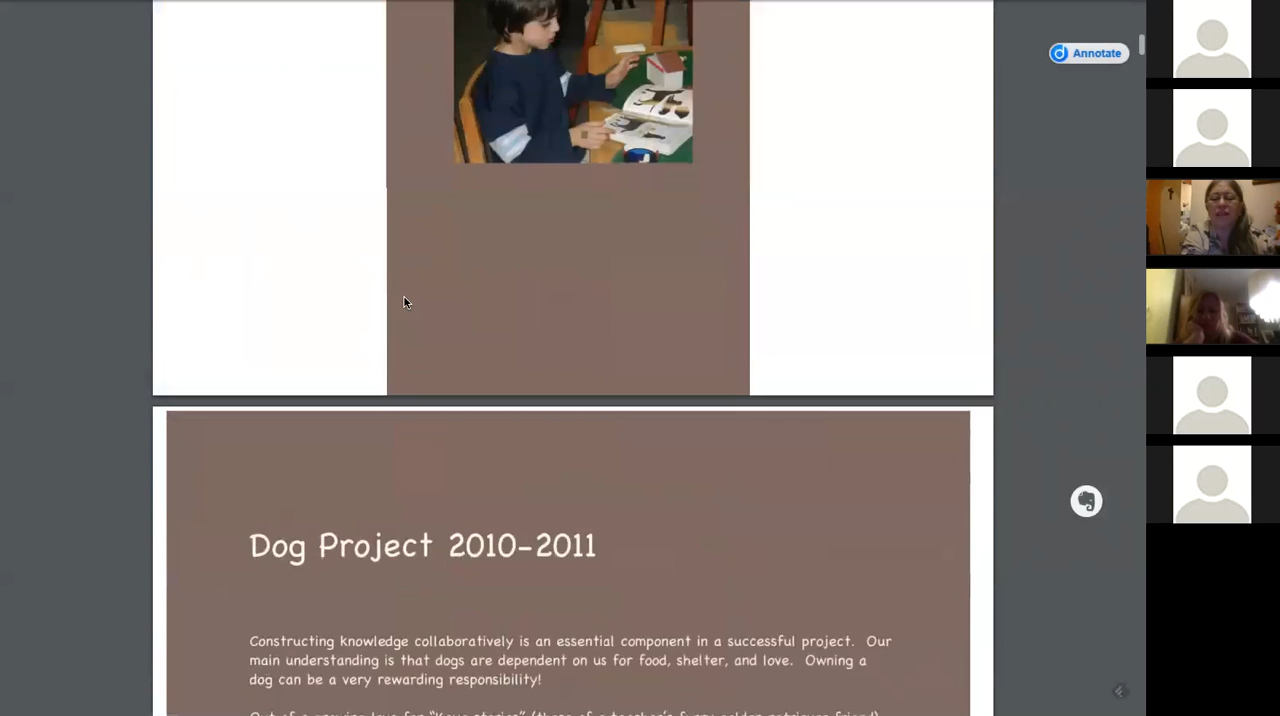 Annotate
Dog Project 2010-2011
Constructing knowledge collaboratively is an essential component in a successful project. Our
main understanding is that dogs are dependent on us for food, shelter, and love. Owning a
dog can be a very rewarding responsibility!